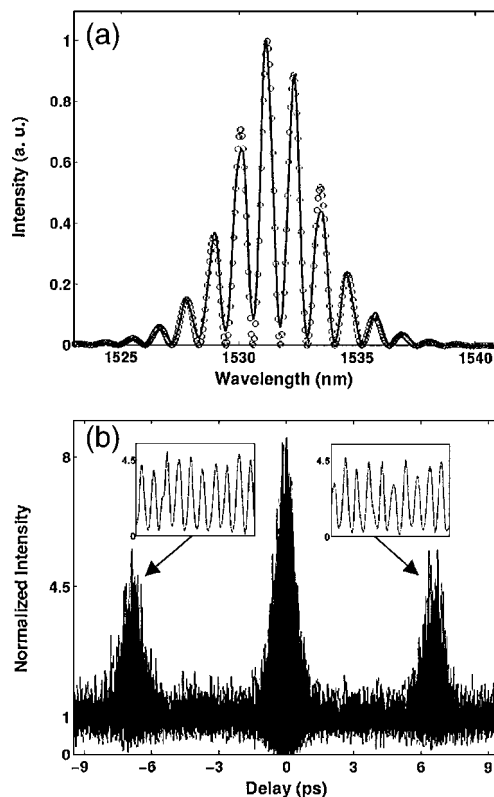 (a)
Intensity (a. u.)
1
0.8
0.6
0.4
0.2
0
1525 1530 1535 1540
Wavelength (nm)
(b)
Normalized Intensity
8
4.5
1
0
4.5
0
4.5
0
−9 −6 −3 0 3 6 9
Delay (ps)